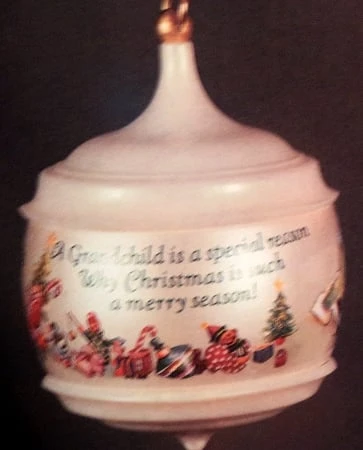 A Grandchild is a special reason
Why Christmas is such
a merry season!